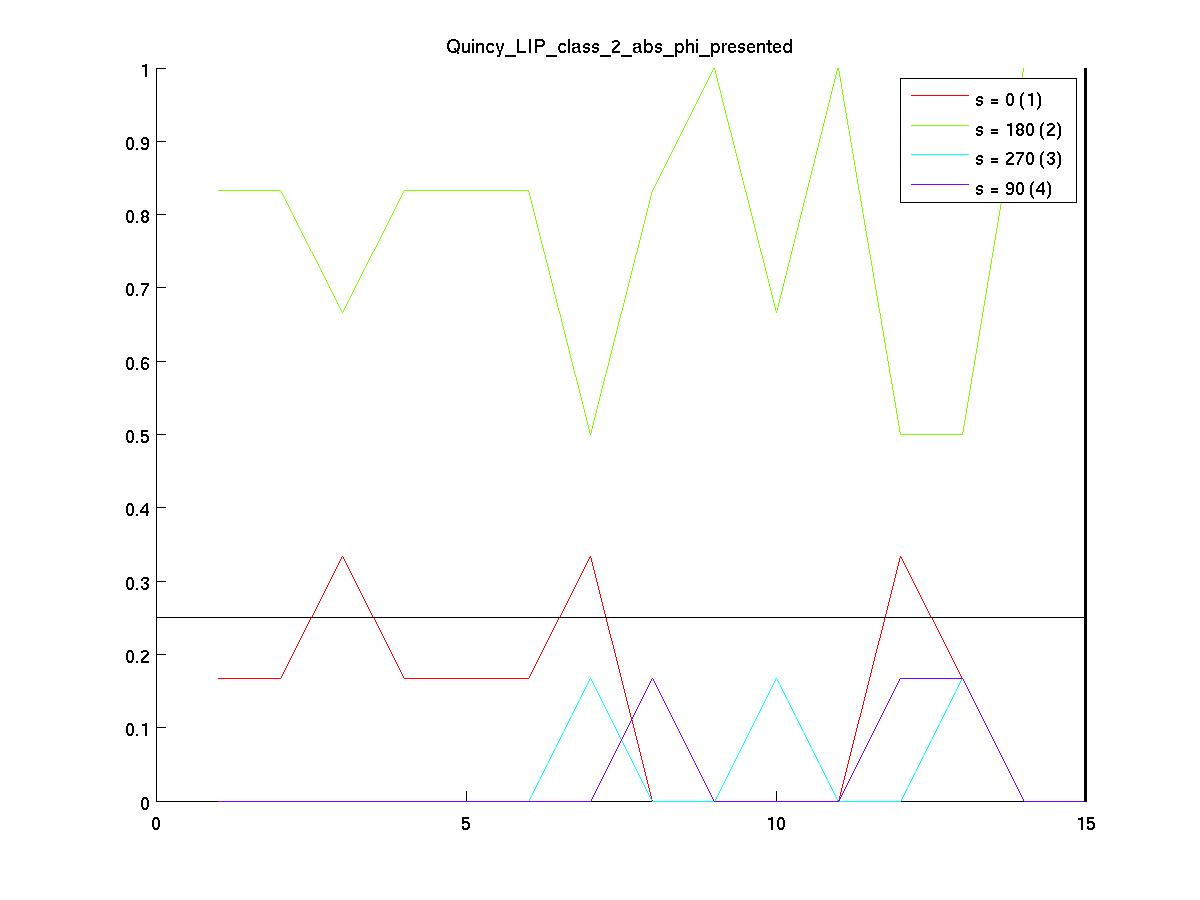 Quincy_LIP_class_2_abs_phi_presented
1
0.9
0.8
0.7
0.6
0.5
0.4
0.3
0.2
0.1
0
s = 0 (1)
s = 180 (2)
s = 270 (3)
s = 90 (4)
0 5 10 15